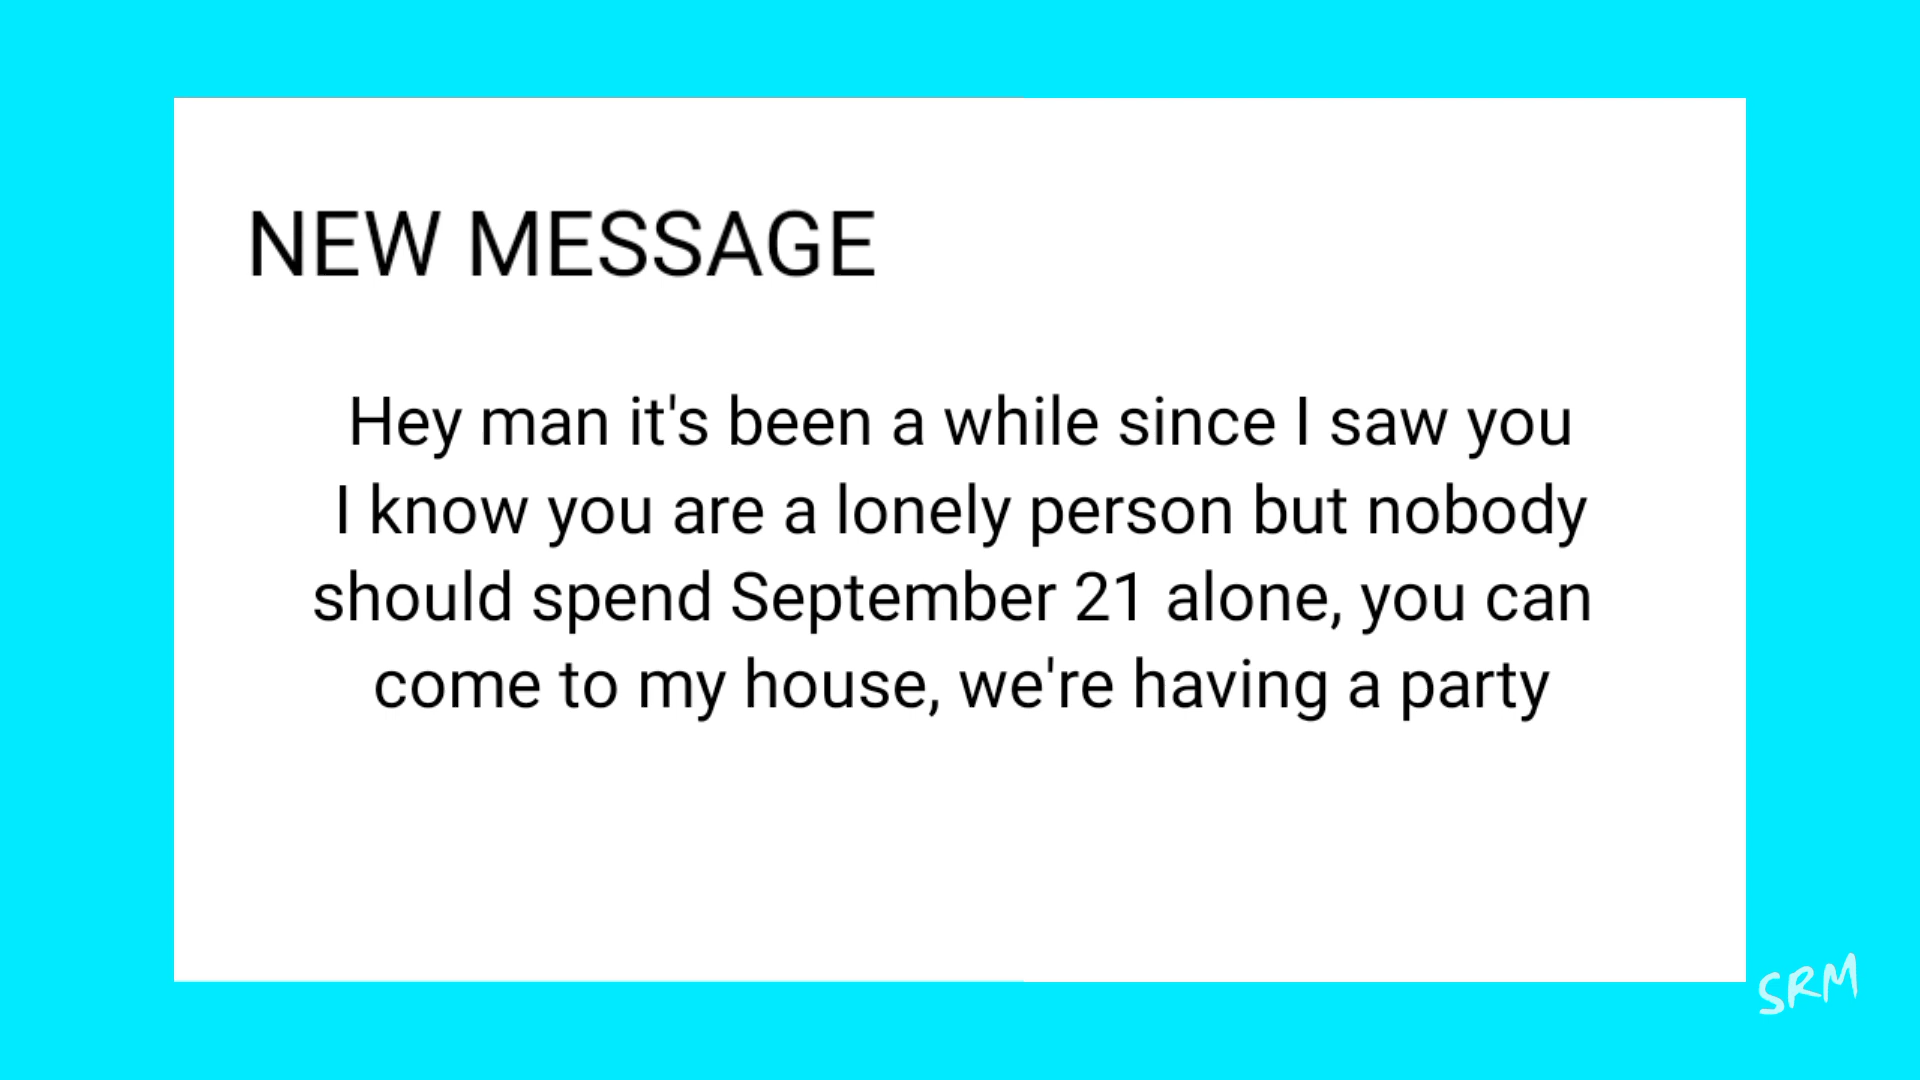 NEW MESSAGE
Hey man it's been a while since I saw you
I know you are a lonely person but nobody
should spend September 21 alone, you can
come to my house, we're having a party
SRM